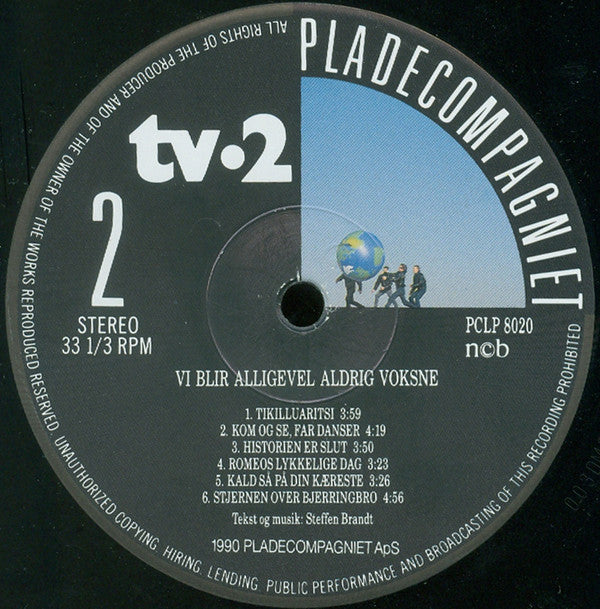 PLADECOMPAGNIET
tv·2
2
STEREO
33 1/3 RPM
PCLP 8020
n©b
VI BLIR ALLIGEVEL ALDRIG VOKSNE
1. TIKILLUARITSI 3:59
2. KOM OG SE, FAR DANSER 4:19
3. HISTORIEN ER SLUT 3:50
4. ROMEOS LYKKELIGE DAG 3:23
5. KALD SÅ PÅ DIN KÆRESTE 3:26
6. STJERNEN OVER BJERRINGBRO 4:56
Tekst og musik: Steffen Brandt
1990 PLADECOMPAGNIET ApS
ALL RIGHTS OF THE PRODUCER AND OF THE OWNER OF THE WORKS REPRODUCED RESERVED. UNAUTHORIZED COPYING, HIRING, LENDING, PUBLIC PERFORMANCE AND BROADCASTING OF THIS RECORDING PROHIBITED